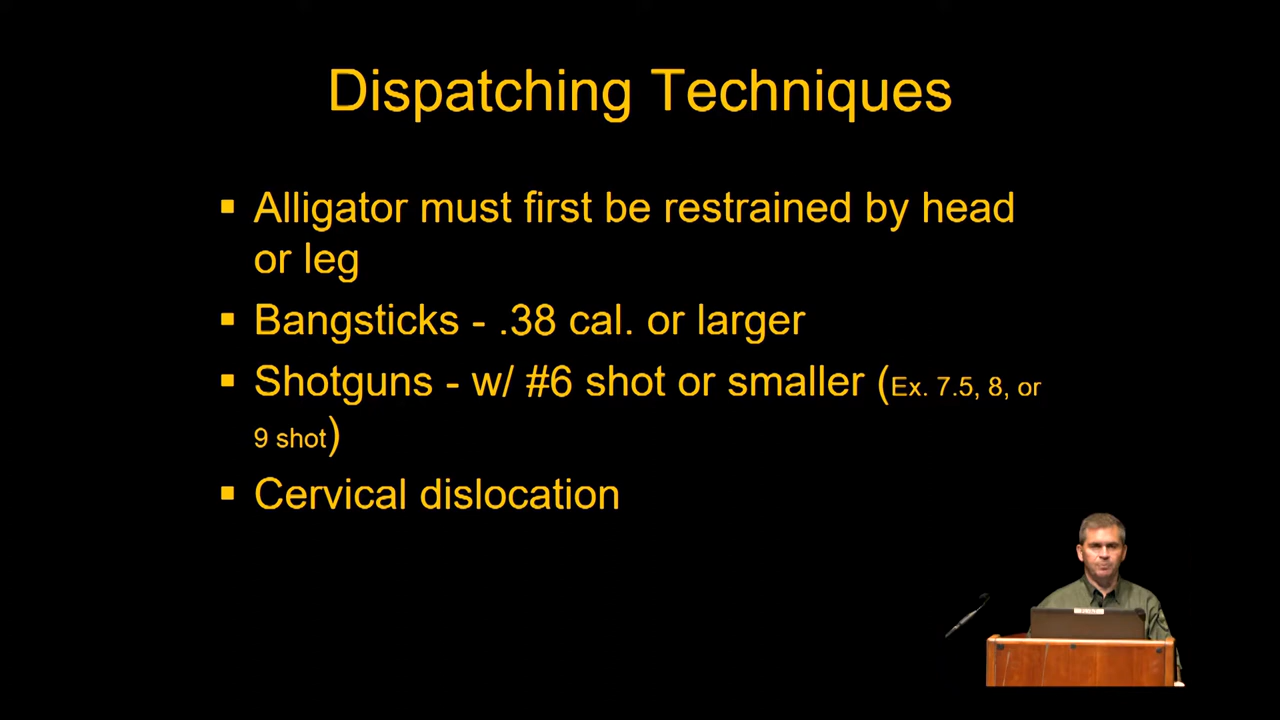 Dispatching Techniques
▪ Alligator must first be restrained by head
or leg
▪ Bangsticks - .38 cal. or larger
▪ Shotguns - w/ #6 shot or smaller (Ex. 7.5, 8, or
9 shot)
▪ Cervical dislocation